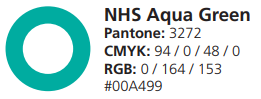 NHS Aqua Green
Pantone: 3272
CMYK: 94 / 0 / 48 / 0
RGB: 0 / 164 / 153
#00A499